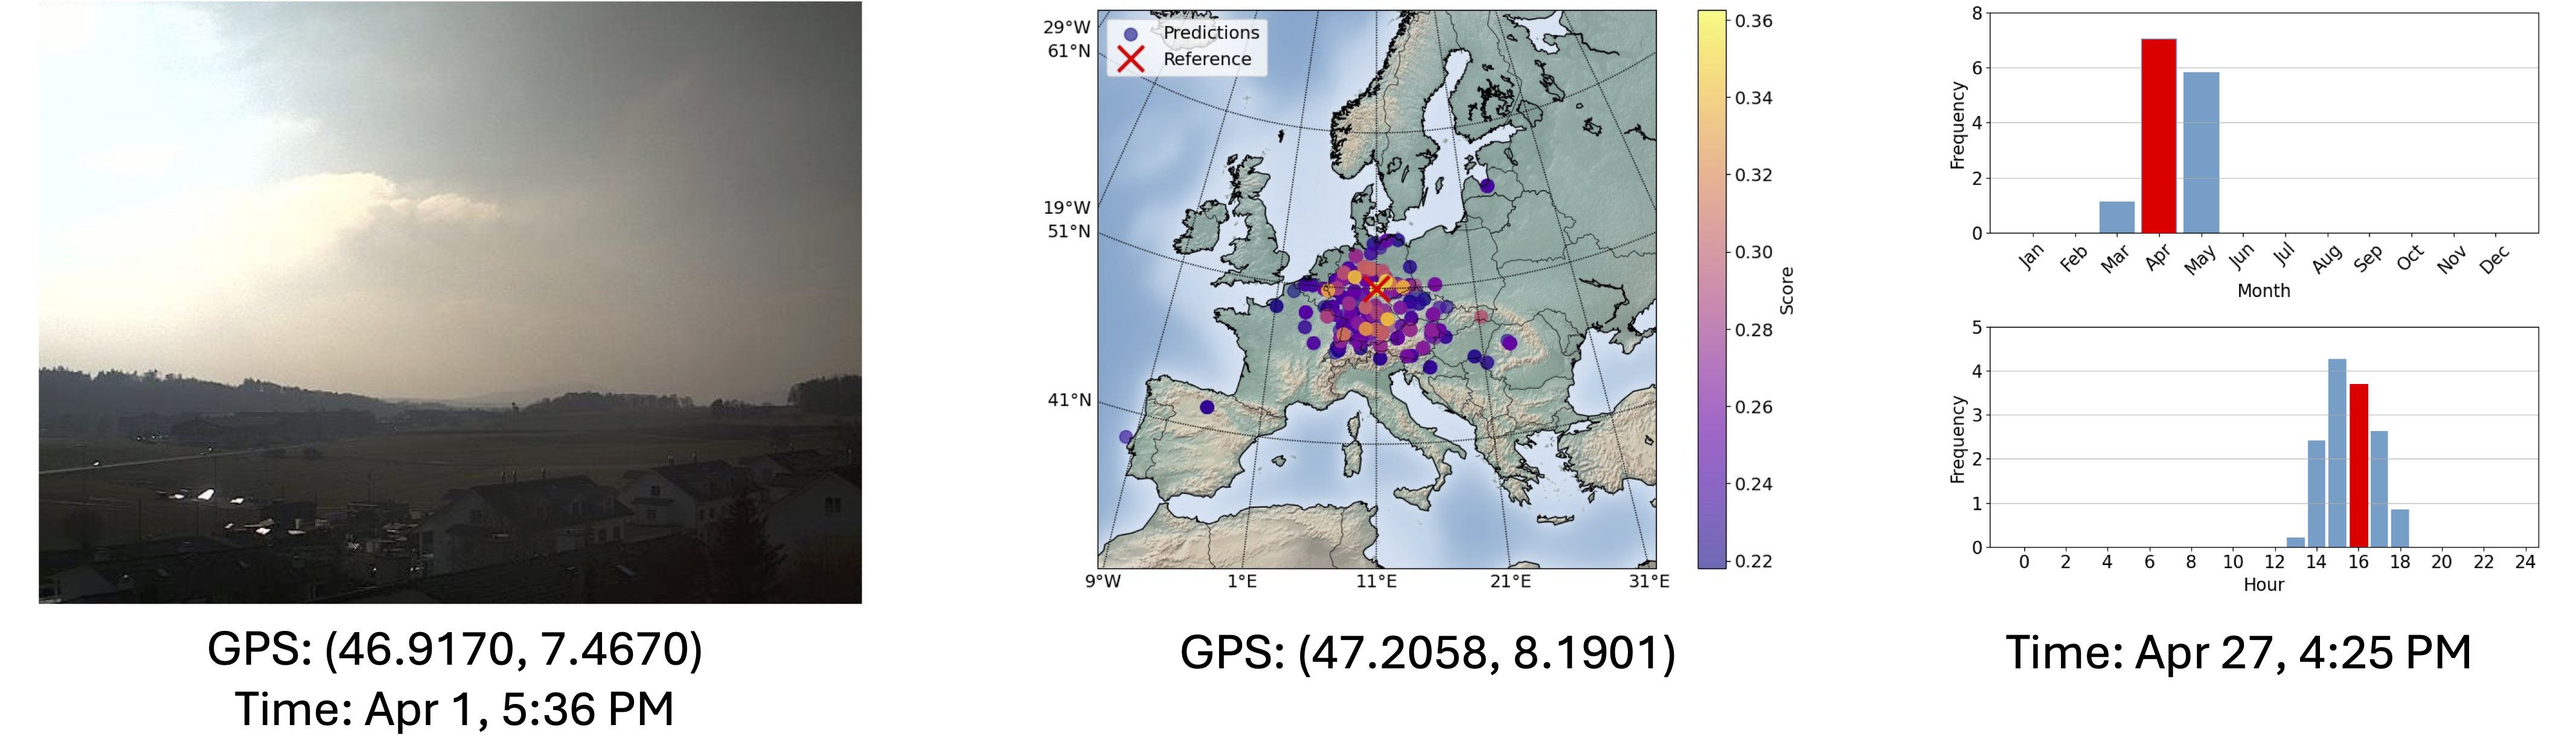 GPS: (46.9170, 7.4670)
Time: Apr 1, 5:36 PM
Predictions
Reference
29°W
61°N
19°W
51°N
41°N
9°W 1°E 11°E 21°E 31°E
0.36
0.34
0.32
0.30
0.28
0.26
0.24
0.22
Score
GPS: (47.2058, 8.1901)
Frequency
8
6
4
2
0
Jan Feb Mar Apr May Jun Jul Aug Sep Oct Nov Dec
Month
Frequency
5
4
3
2
1
0
0 2 4 6 8 10 12 14 16 18 20 22 24
Hour
Time: Apr 27, 4:25 PM